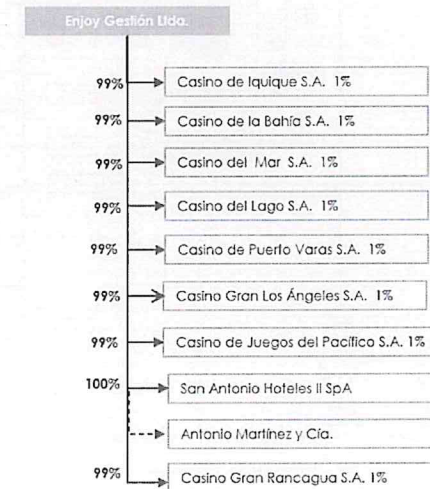 Enjoy Gestión Ltda.
99% Casino de Iquique S.A. 1%
99% Casino de la Bahía S.A. 1%
99% Casino del Mar S.A. 1%
99% Casino del Lago S.A. 1%
99% Casino de Puerto Varas S.A. 1%
99% Casino Gran Los Ángeles S.A. 1%
99% Casino de Juegos del Pacífico S.A. 1%
100% San Antonio Hoteles II SpA
Antonio Martínez y Cía.
99% Casino Gran Rancagua S.A. 1%